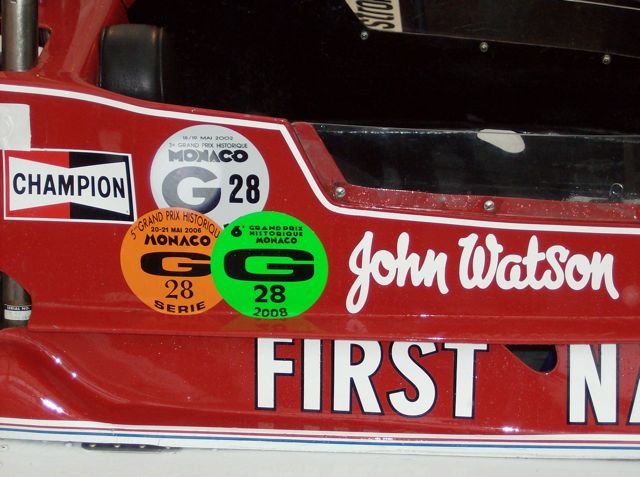 CHAMPION
18/19 MAI 2002
3e GRAND PRIX HISTORIQUE
MONACO
G 28
5ème GRAND PRIX HISTORIQUE
20-21 MAI 2006
MONACO
G
28
SERIE
6e GRAND PRIX
HISTORIQUE
MONACO
G
28
2008
John Watson
FIRST NA